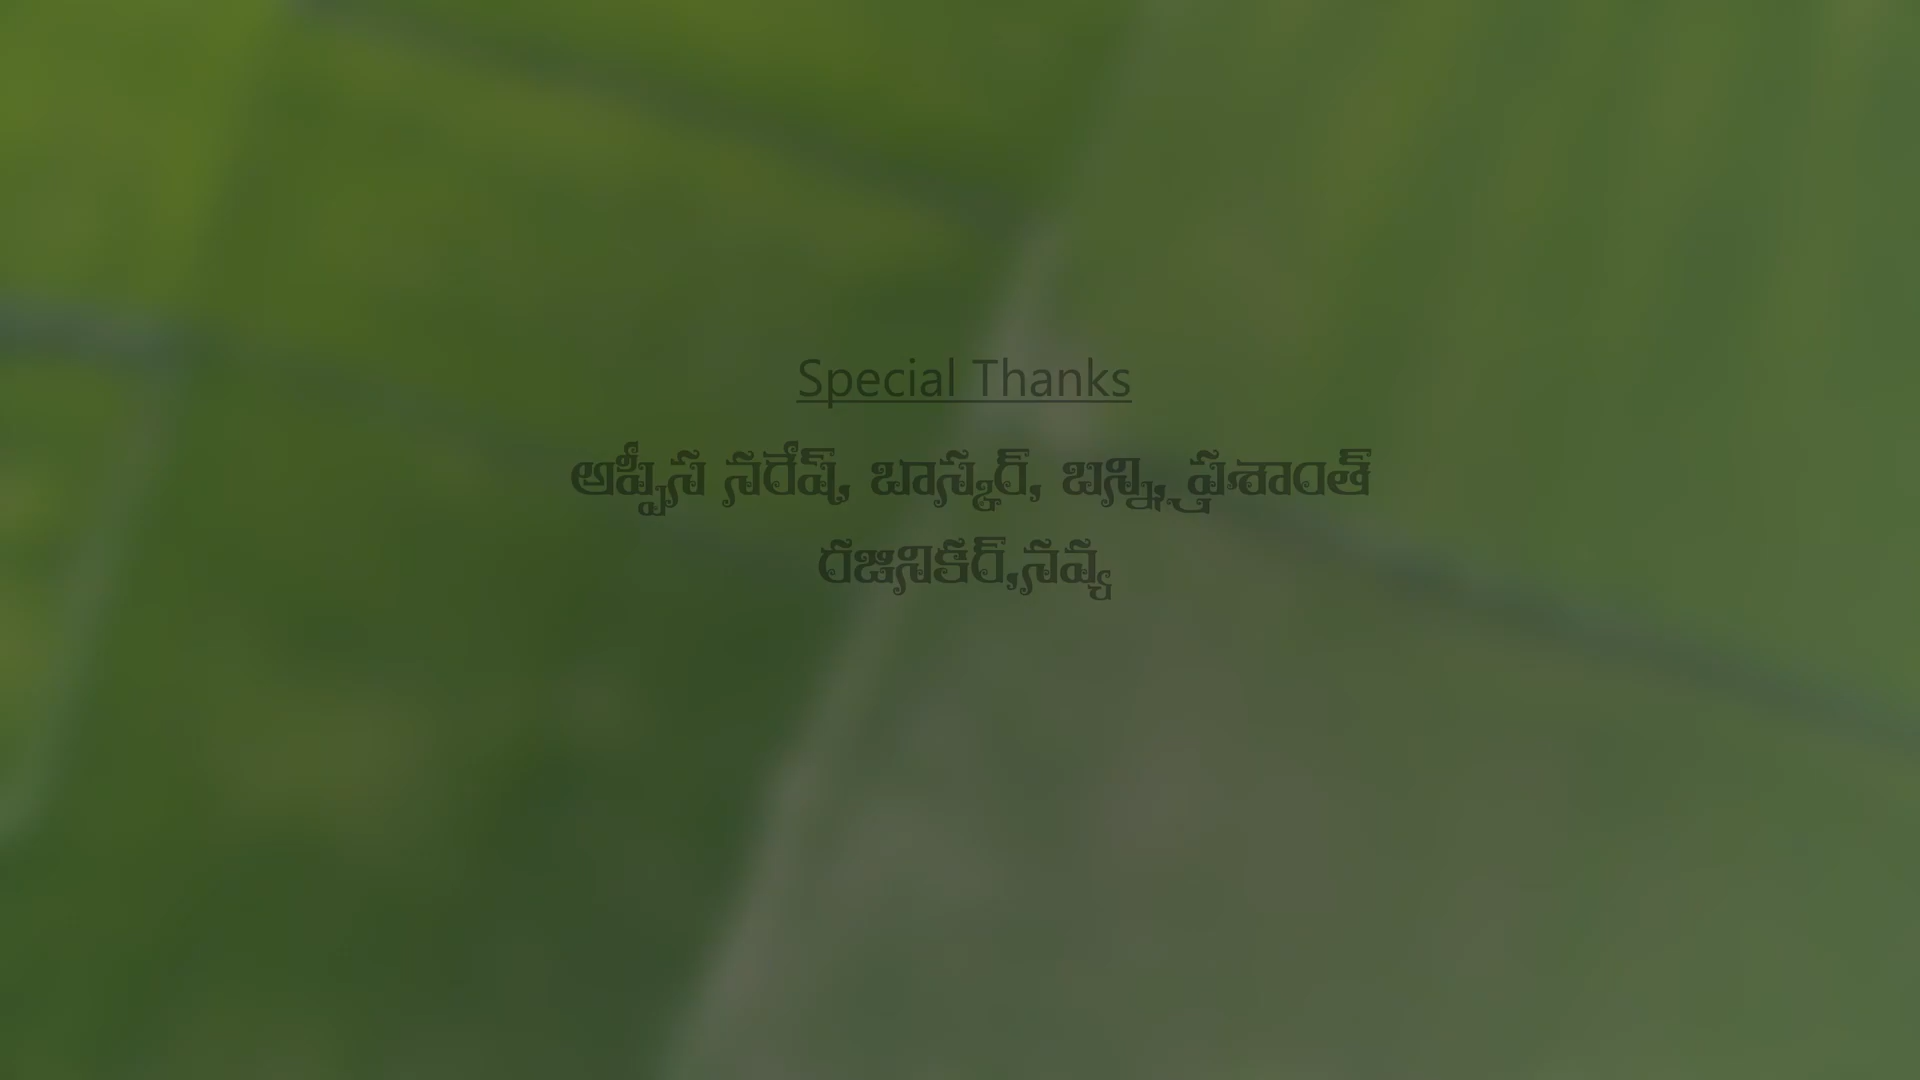 Special Thanks
అప్పీస నరేష్, బాస్కర్, బన్ని, ప్రశాంత్
రజనికర్,నవ్య